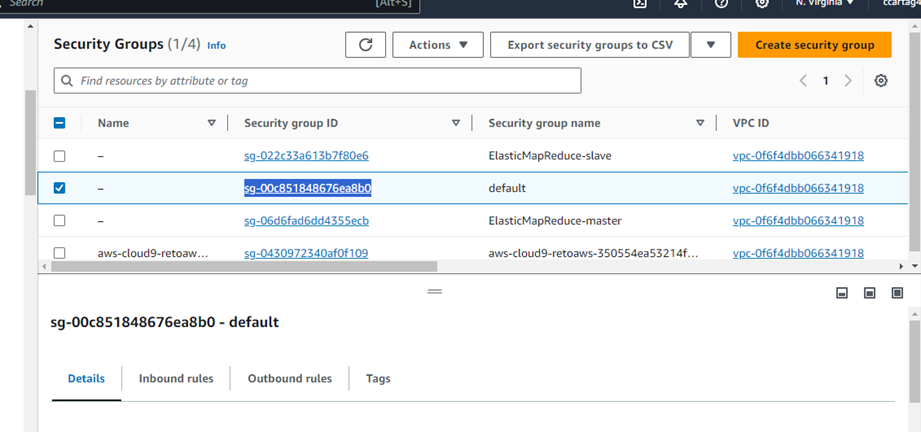 Search [Alt+S] N. Virginia ccartag4
Security Groups (1/4) Info Actions Export security groups to CSV Create security group
Find resources by attribute or tag 1
Name Security group ID Security group name VPC ID
– sg-022c33a613b7f80e6 ElasticMapReduce-slave vpc-0f6f4dbb066341918
– sg-00c851848676ea8b0 default vpc-0f6f4dbb066341918
– sg-06d6fad6dd4355ecb ElasticMapReduce-master vpc-0f6f4dbb066341918
aws-cloud9-retoaw... sg-0430972340af0f109 aws-cloud9-retoaws-350554ea53214f... vpc-0f6f4dbb066341918
sg-00c851848676ea8b0 - default
Details Inbound rules Outbound rules Tags